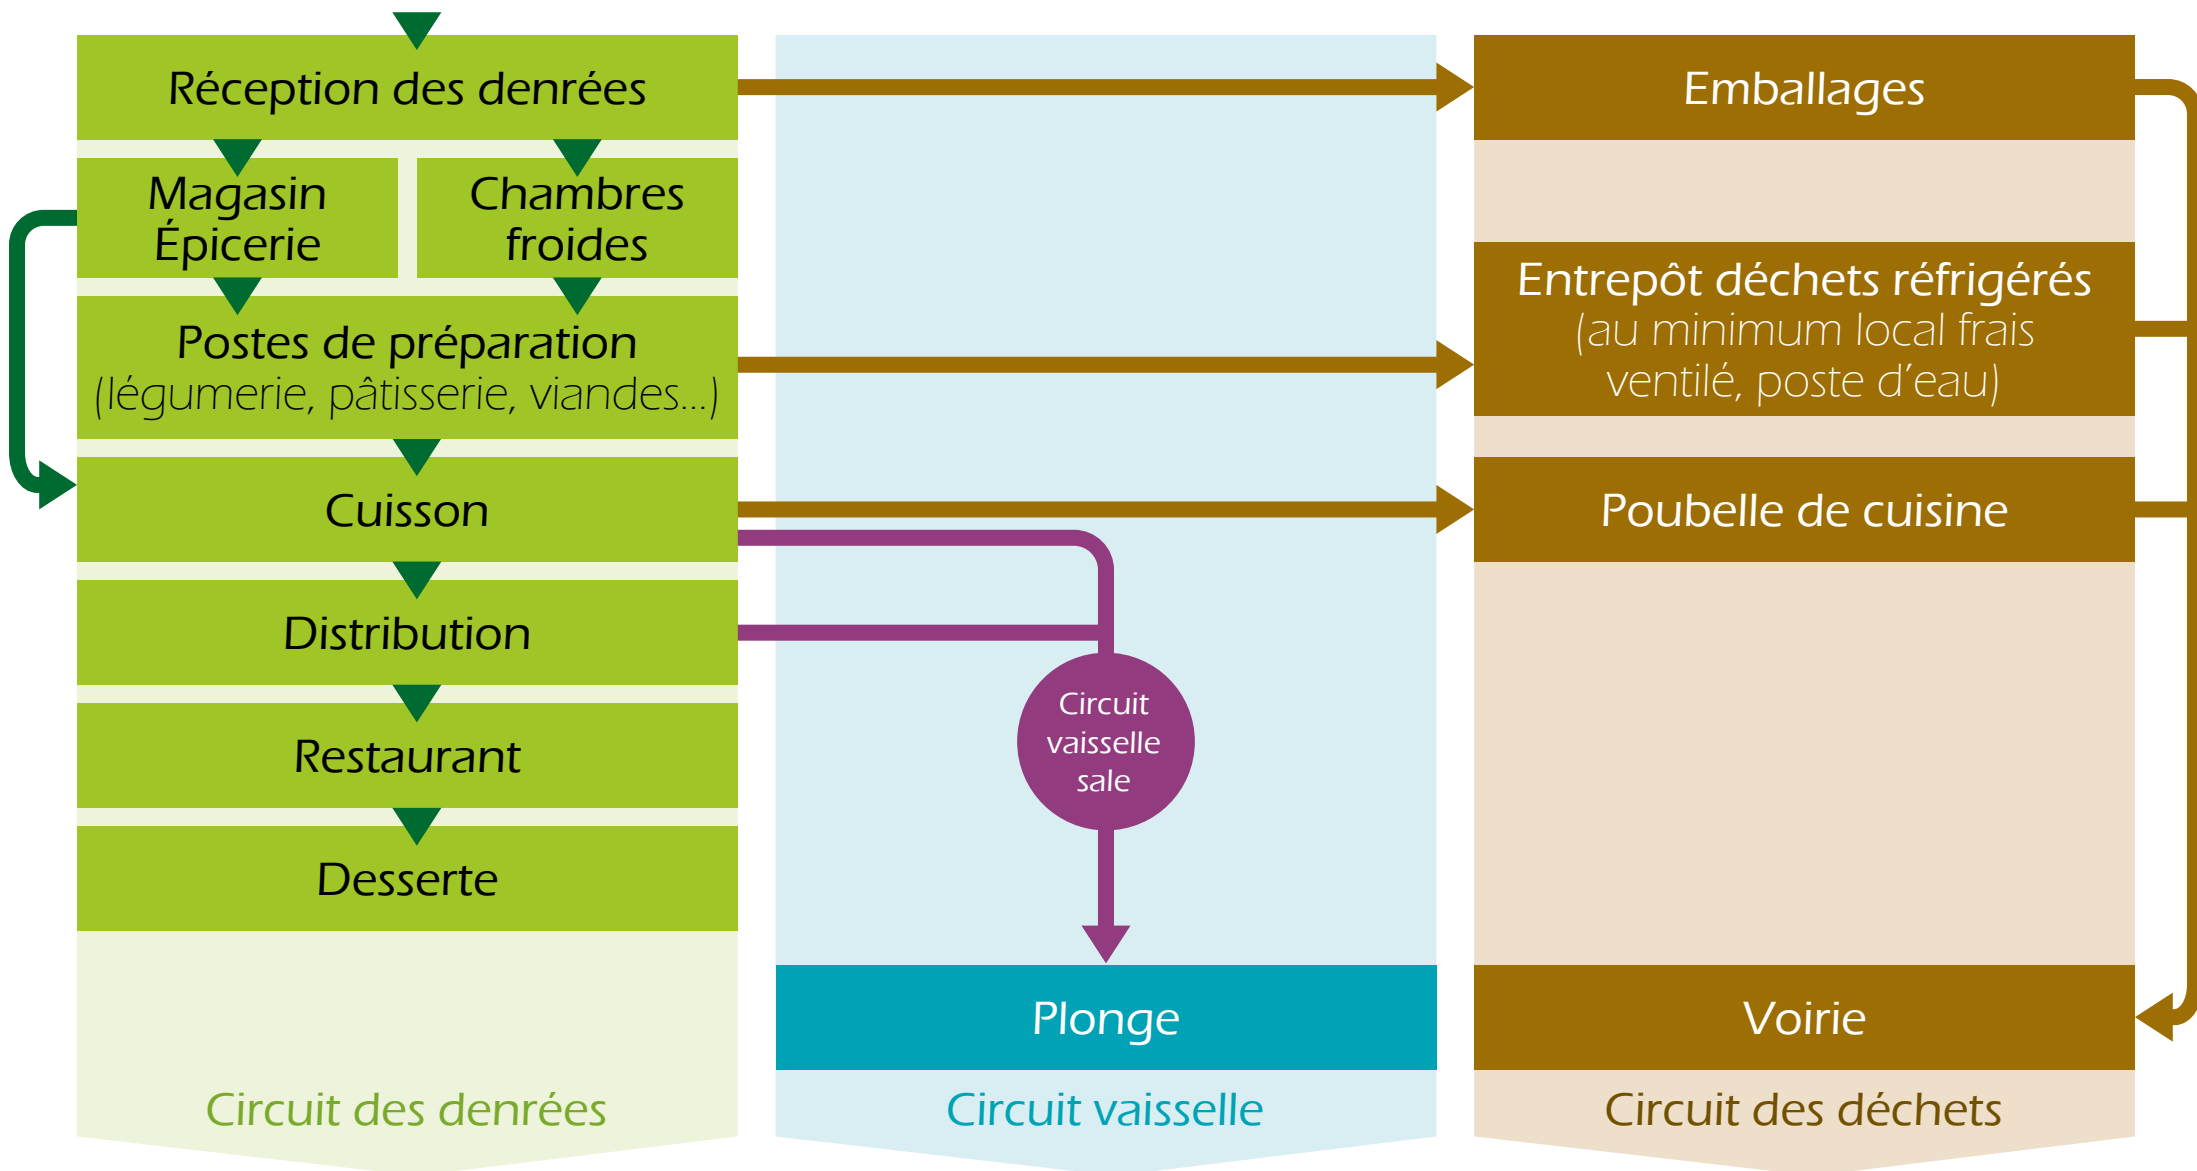 Réception des denrées
Magasin
Épicerie
Chambres
froides
Postes de préparation
(légumerie, pâtisserie, viandes...)
Cuisson
Distribution
Restaurant
Desserte
Circuit des denrées
Circuit
vaisselle
sale
Plonge
Circuit vaisselle
Emballages
Entrepôt déchets réfrigérés
(au minimum local frais
ventilé, poste d’eau)
Poubelle de cuisine
Voirie
Circuit des déchets